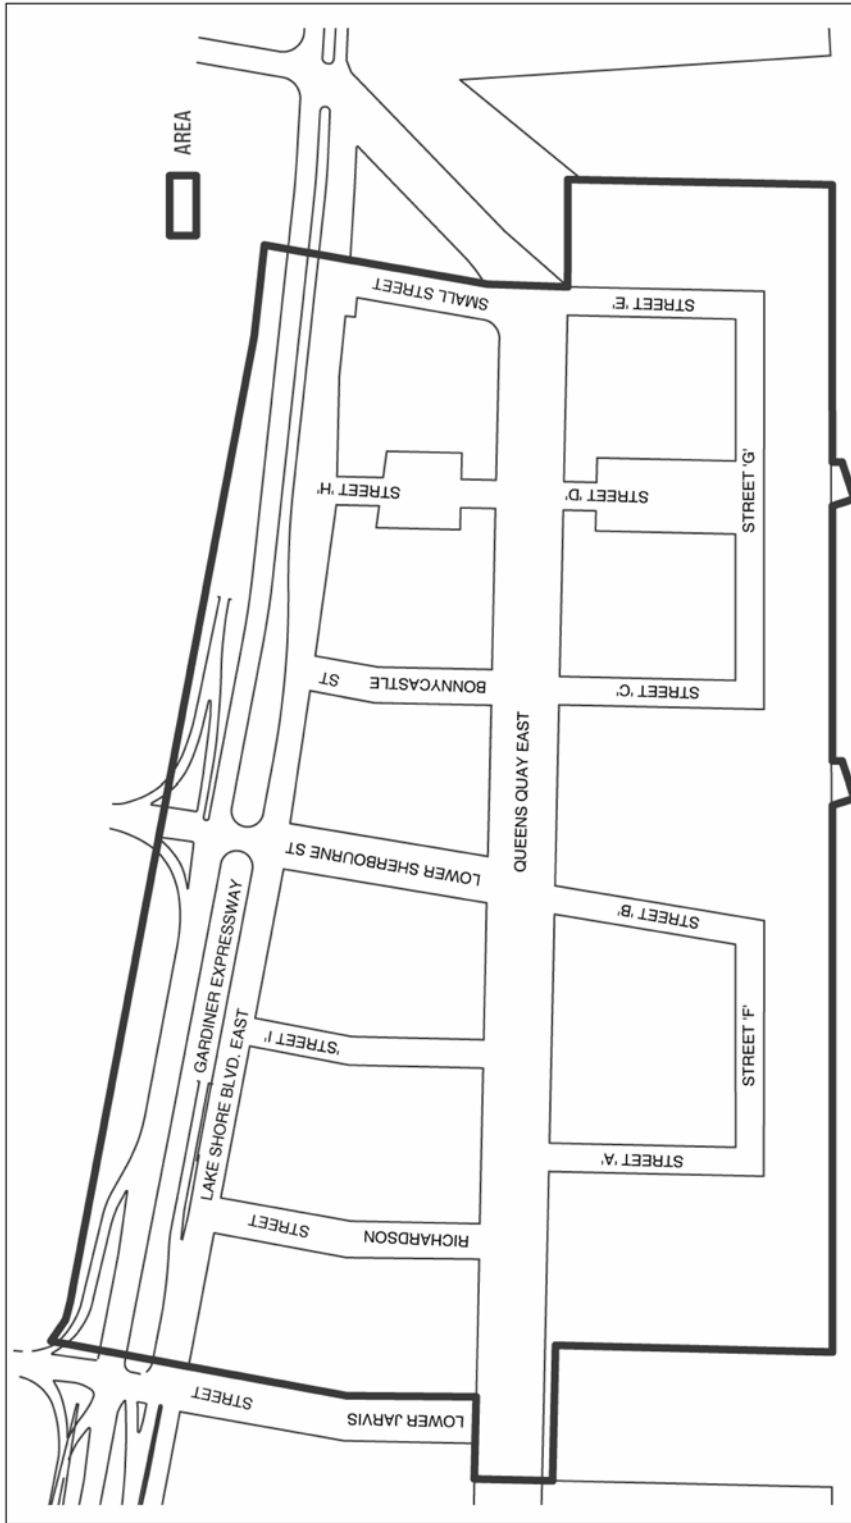 AREA
SMALL STREET
STREET 'E'
STREET 'H'
STREET 'D'
STREET 'G'
BONNYCASTLE
ST
STREET 'C'
QUEENS QUAY EAST
LOWER SHERBOURNE ST
STREET 'B'
GARDINER EXPRESSWAY
LAKE SHORE BLVD. EAST
'STREET I'
STREET 'F'
STREET 'A'
RICHARDSON
STREET
LOWER JARVIS
STREET